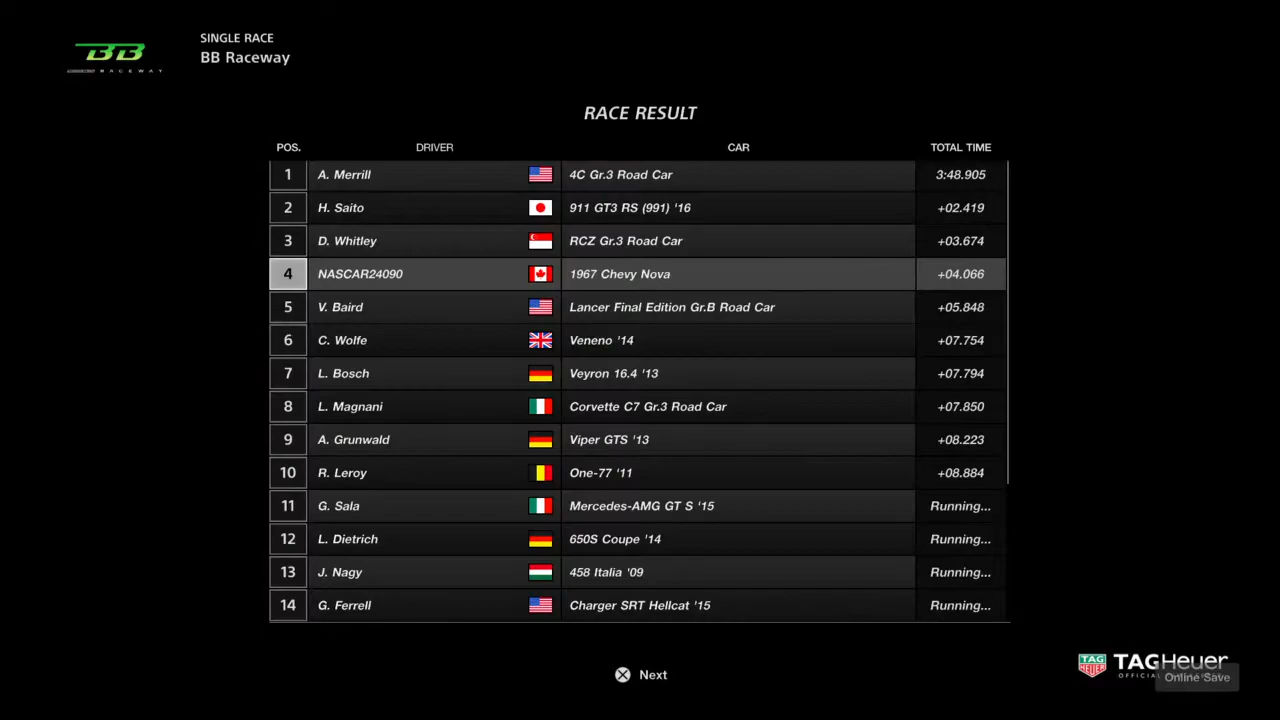 BB
RACEWAY
SINGLE RACE
BB Raceway
RACE RESULT
POS. DRIVER CAR TOTAL TIME
1 A. Merrill 4C Gr.3 Road Car 3:48.905
2 H. Saito 911 GT3 RS (991) '16 +02.419
3 D. Whitley RCZ Gr.3 Road Car +03.674
4 NASCAR24090 1967 Chevy Nova +04.066
5 V. Baird Lancer Final Edition Gr.B Road Car +05.848
6 C. Wolfe Veneno '14 +07.754
7 L. Bosch Veyron 16.4 '13 +07.794
8 L. Magnani Corvette C7 Gr.3 Road Car +07.850
9 A. Grunwald Viper GTS '13 +08.223
10 R. Leroy One-77 '11 +08.884
11 G. Sala Mercedes-AMG GT S '15 Running...
12 L. Dietrich 650S Coupe '14 Running...
13 J. Nagy 458 Italia '09 Running...
14 G. Ferrell Charger SRT Hellcat '15 Running...
Next
TAG HEUER TAGHeuer
Online Save